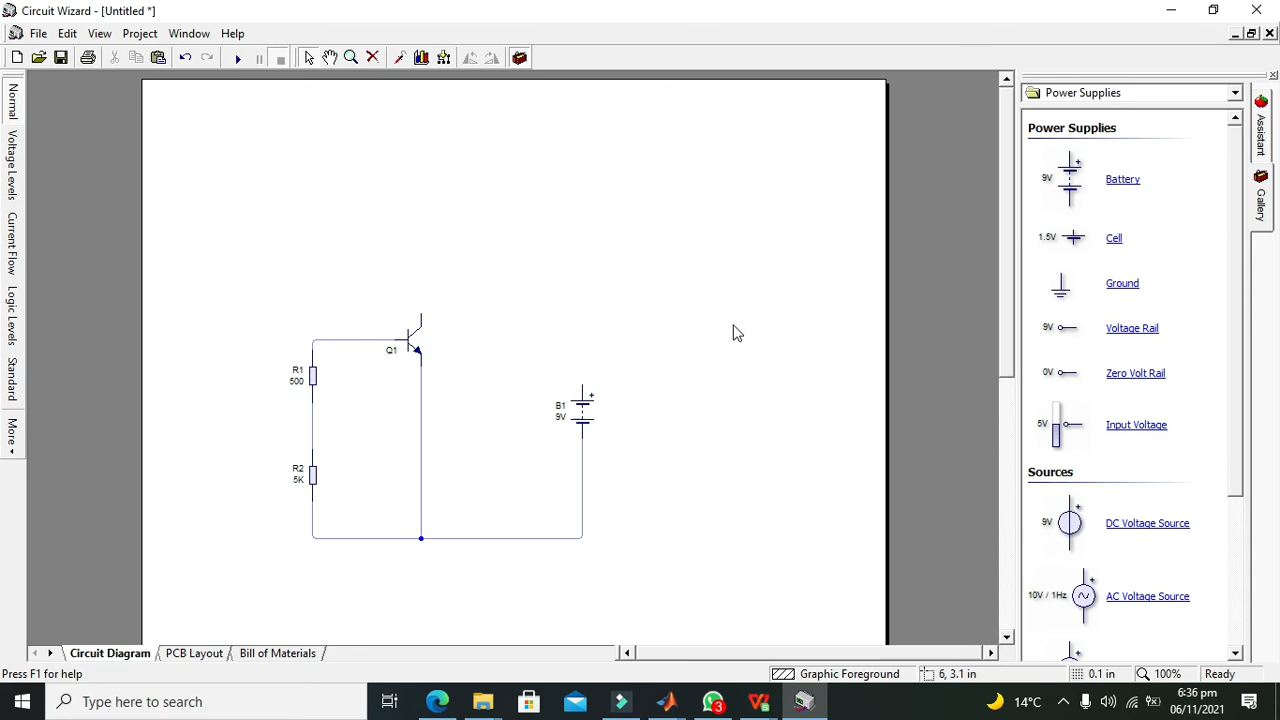 Circuit Wizard - [Untitled *]
File Edit View Project Window Help
Normal
Voltage Levels
Current Flow
Logic Levels
Standard
More
Power Supplies
Power Supplies
9V Battery
1.5V Cell
Ground
9V Voltage Rail
0V Zero Volt Rail
5V Input Voltage
Sources
9V DC Voltage Source
10V / 1Hz AC Voltage Source
Assistant
Gallery
Q1
R1
500
R2
5K
B1
9V
Circuit Diagram PCB Layout Bill of Materials
Press F1 for help Graphic Foreground 6, 3.1 in 0.1 in 100% Ready
Type here to search
3
14°C
6:36 pm
06/11/2021